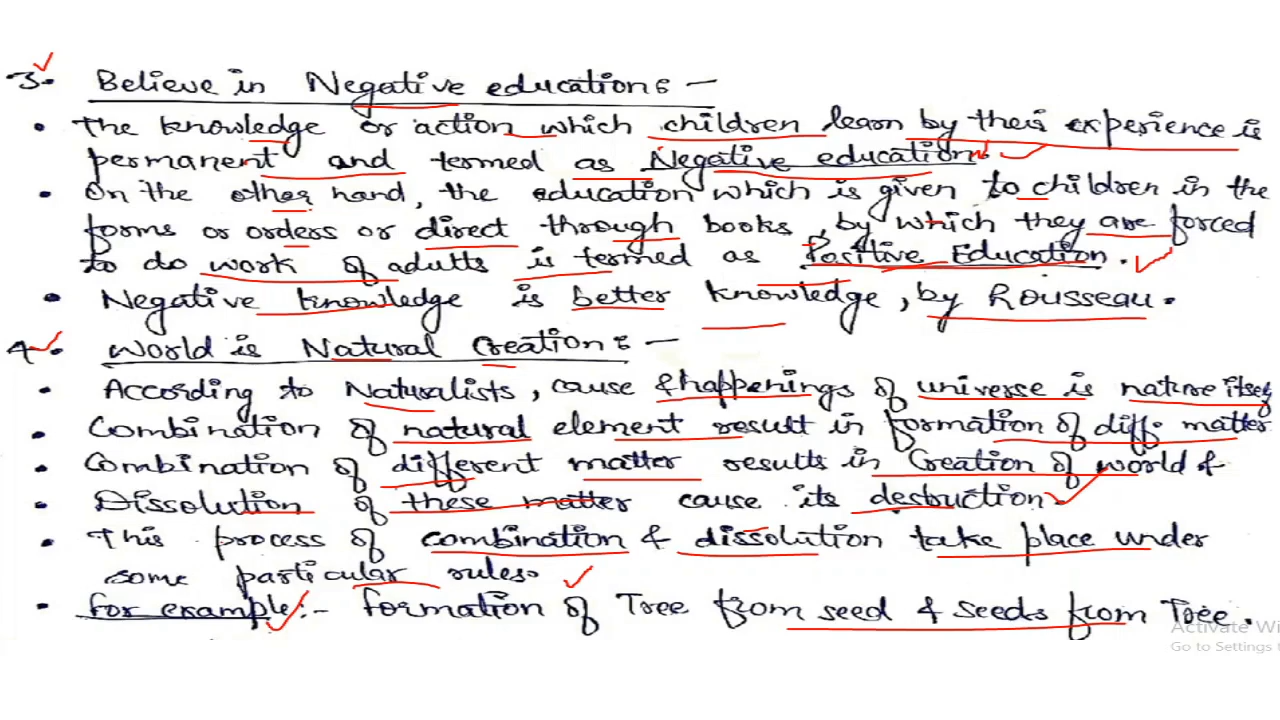 3. Believe in Negative education: -
• The knowledge or action which children learn by their experience is
permanent and termed as Negative education.
• On the other hand, the education which is given to children in the
forms or orders or direct through books, by which they are forced
to do work of adults is termed as Positive Education.
• Negative knowledge is better knowledge, by Rousseau.
4. World is Natural Creation: -
• According to Naturalists, cause & happenings of universe is nature itself
• Combination of natural element result in formation of diff. matter
• Combination of different matter results in Creation of world &
• Dissolution of these matter cause its destruction.
• This process of combination & dissolution take place under
some particular rules.
• for example:- Formation of Tree from seed & seeds from Tree.
Activate Wi
Go to Settings t